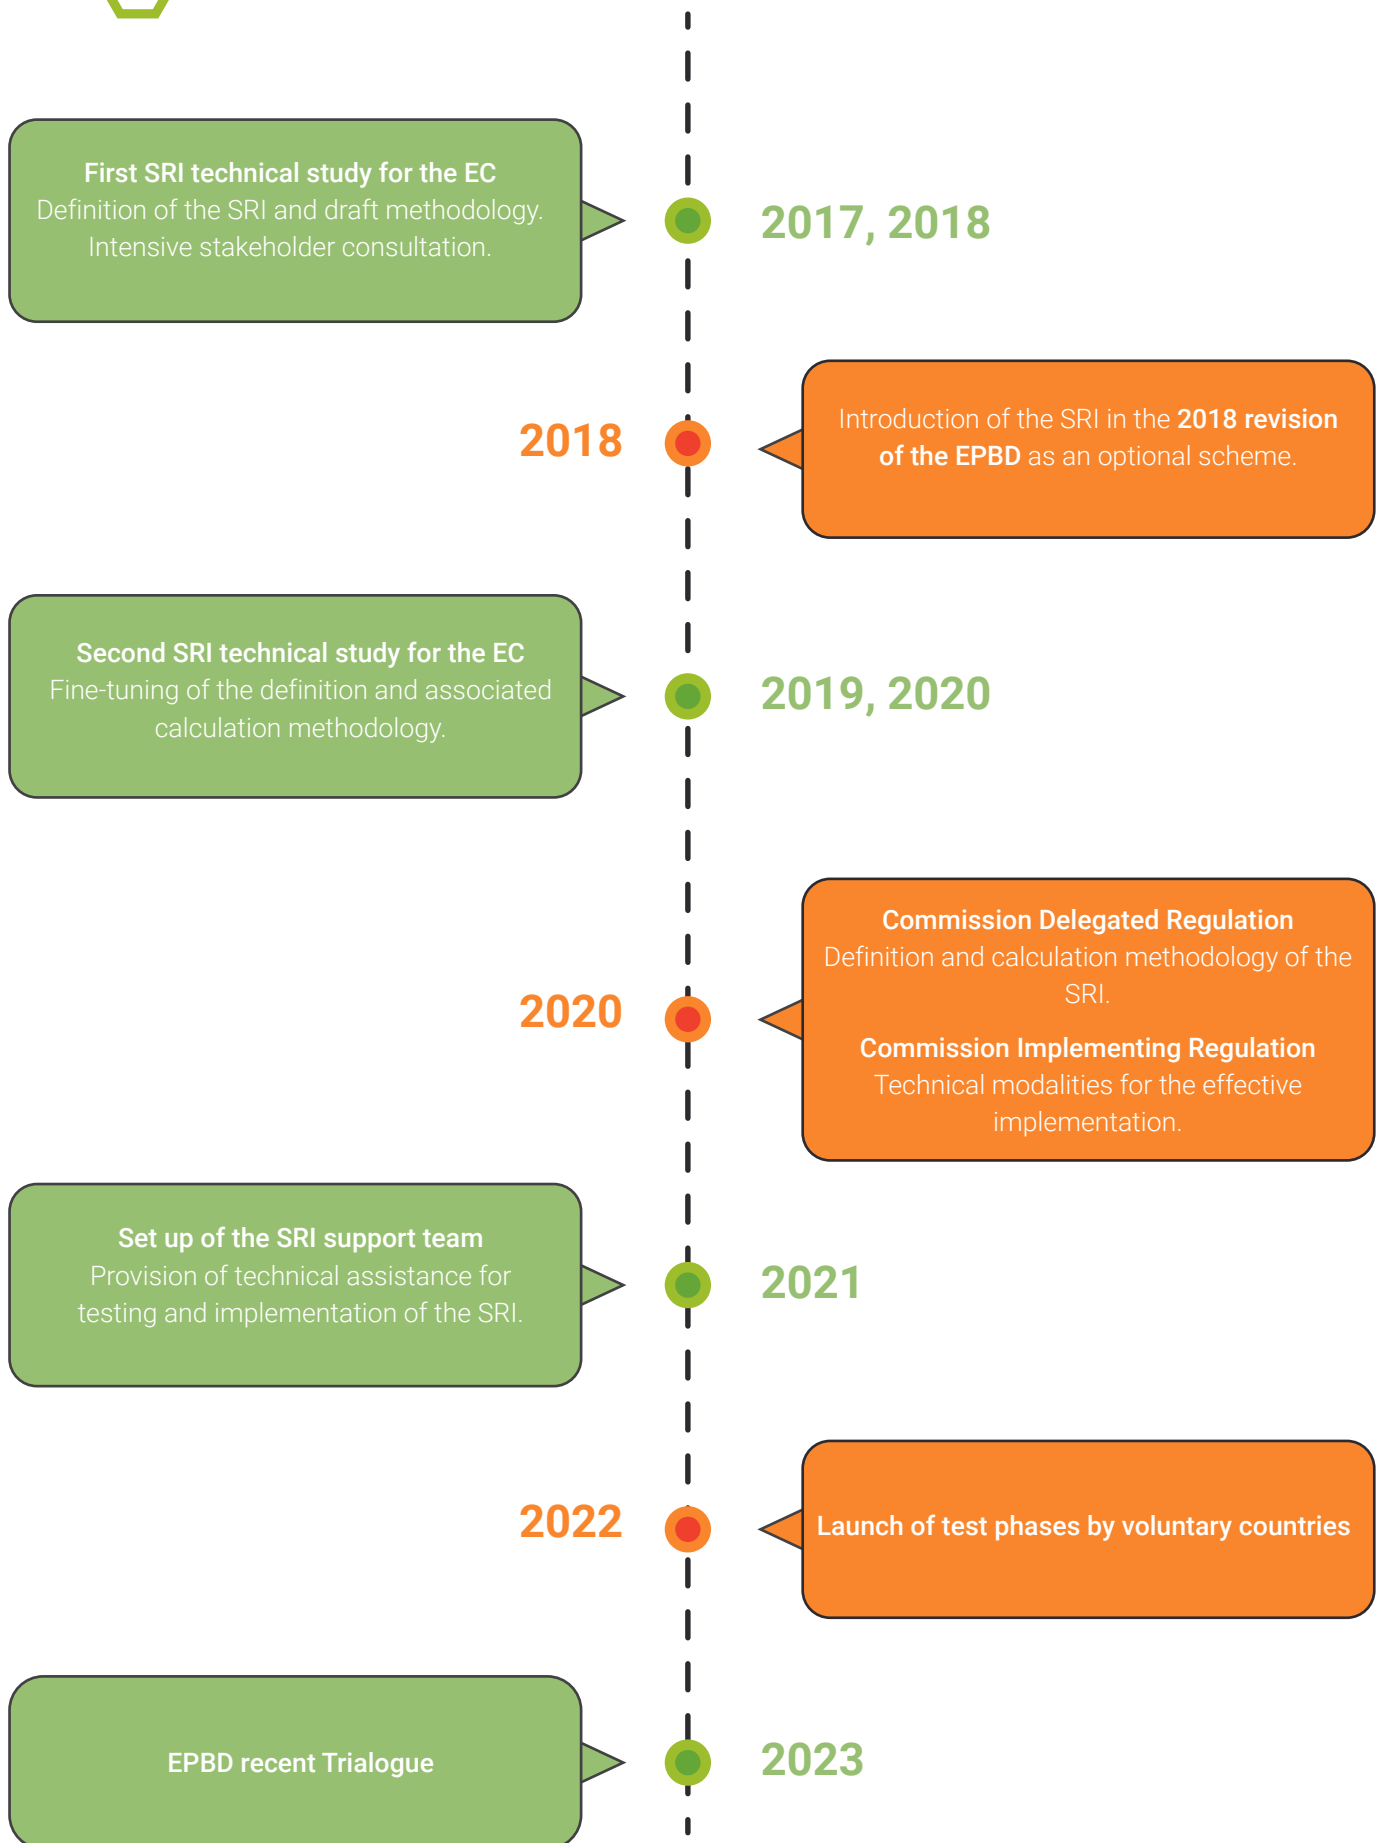 First SRI technical study for the EC
Definition of the SRI and draft methodology.
Intensive stakeholder consultation.
2017, 2018
2018
Introduction of the SRI in the 2018 revision
of the EPBD as an optional scheme.
Second SRI technical study for the EC
Fine-tuning of the definition and associated
calculation methodology.
2019, 2020
2020
Commission Delegated Regulation
Definition and calculation methodology of the
SRI.
Commission Implementing Regulation
Technical modalities for the effective
implementation.
Set up of the SRI support team
Provision of technical assistance for
testing and implementation of the SRI.
2021
2022
Launch of test phases by voluntary countries
EPBD recent Trialogue
2023